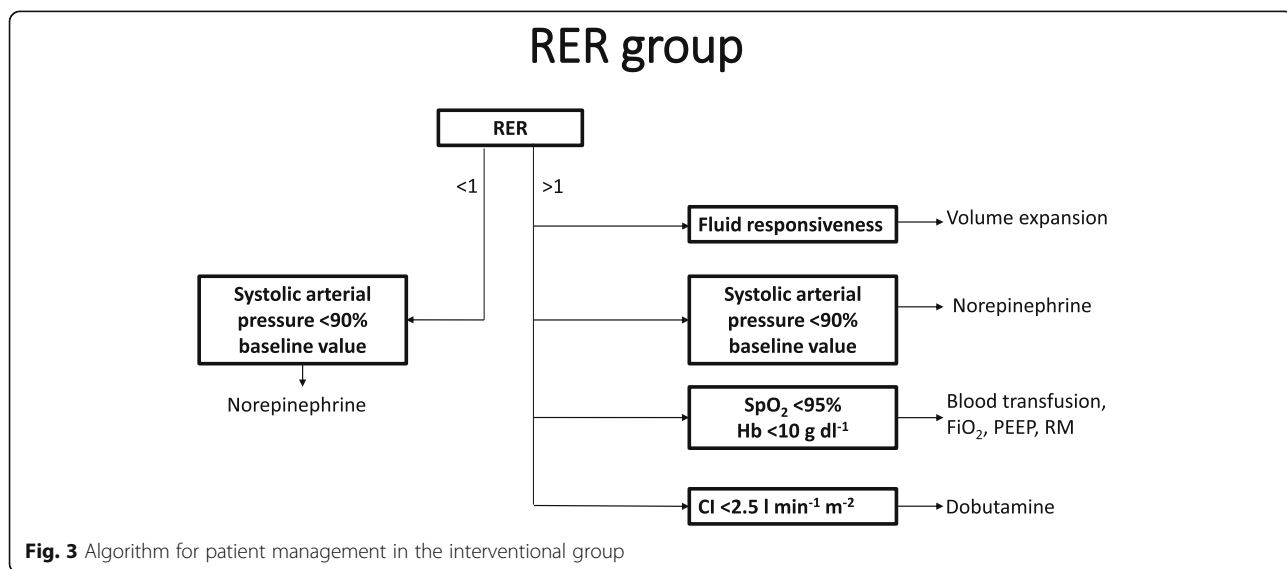 RER group
RER
<1
>1
Fluid responsiveness
Volume expansion
Systolic arterial
pressure <90%
baseline value
Norepinephrine
Systolic arterial
pressure <90%
baseline value
Norepinephrine
SpO₂ <95%
Hb <10 g dl⁻¹
Blood transfusion,
FiO₂, PEEP, RM
CI <2.5 l min⁻¹ m⁻²
Dobutamine
Fig. 3 Algorithm for patient management in the interventional group